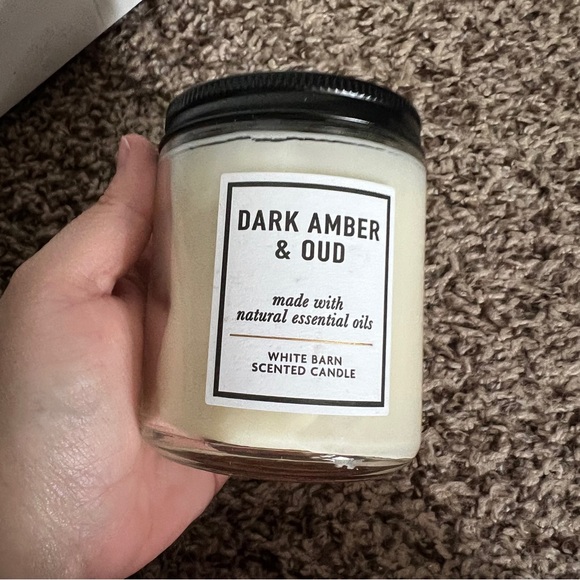 DARK AMBER
& OUD
made with
natural essential oils
WHITE BARN
SCENTED CANDLE